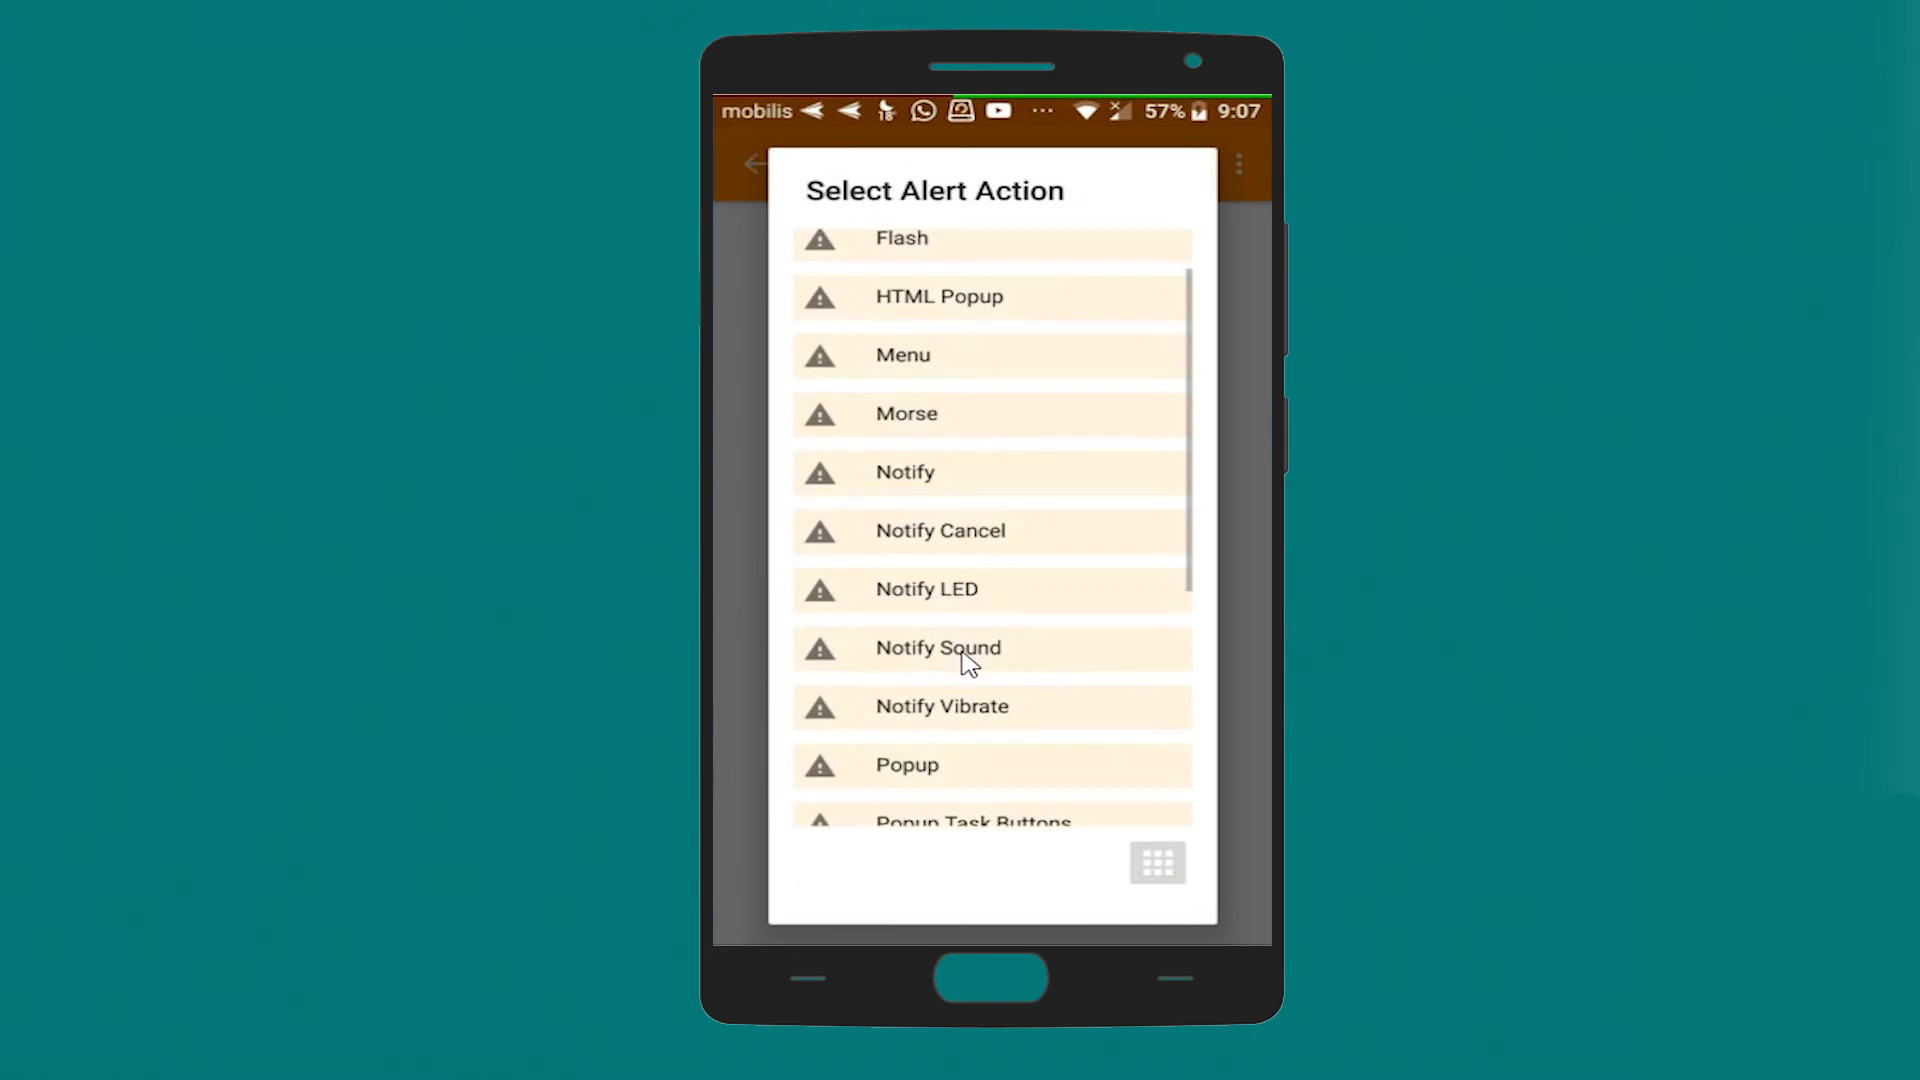 mobilis 18 57% 9:07
Select Alert Action
Flash
HTML Popup
Menu
Morse
Notify
Notify Cancel
Notify LED
Notify Sound
Notify Vibrate
Popup
Popup Task Buttons